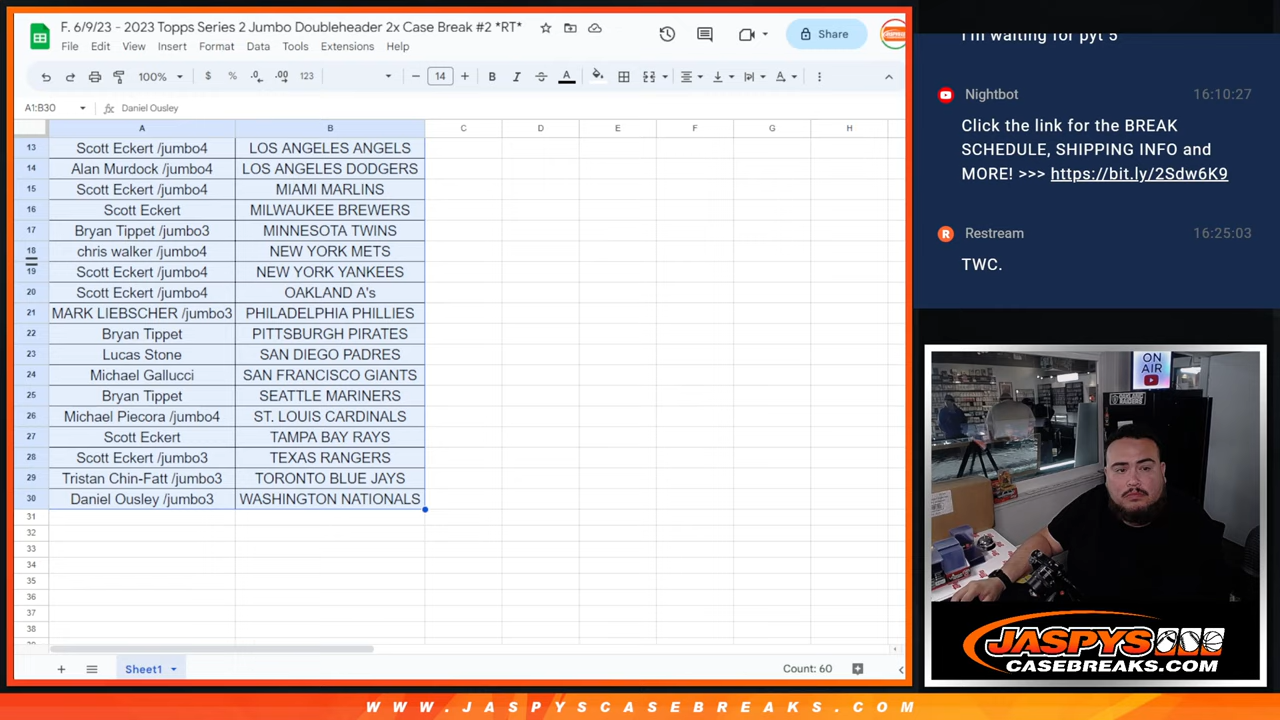 F. 6/9/23 - 2023 Topps Series 2 Jumbo Doubleheader 2x Case Break #2 *RT*
File Edit View Insert Format Data Tools Extensions Help
Share
100% $ % .0 .00 123 14 B I A
A1:B30 fx Daniel Ousley
A B C D E F G H
13 Scott Eckert /jumbo4 LOS ANGELES ANGELS
14 Alan Murdock /jumbo4 LOS ANGELES DODGERS
15 Scott Eckert /jumbo4 MIAMI MARLINS
16 Scott Eckert MILWAUKEE BREWERS
17 Bryan Tippet /jumbo3 MINNESOTA TWINS
18 chris walker /jumbo4 NEW YORK METS
19 Scott Eckert /jumbo4 NEW YORK YANKEES
20 Scott Eckert /jumbo4 OAKLAND A's
21 MARK LIEBSCHER /jumbo3 PHILADELPHIA PHILLIES
22 Bryan Tippet PITTSBURGH PIRATES
23 Lucas Stone SAN DIEGO PADRES
24 Michael Gallucci SAN FRANCISCO GIANTS
25 Bryan Tippet SEATTLE MARINERS
26 Michael Piecora /jumbo4 ST. LOUIS CARDINALS
27 Scott Eckert TAMPA BAY RAYS
28 Scott Eckert /jumbo3 TEXAS RANGERS
29 Tristan Chin-Fatt /jumbo3 TORONTO BLUE JAYS
30 Daniel Ousley /jumbo3 WASHINGTON NATIONALS
31
32
33
34
35
36
37
38
Sheet1 Count: 60
I'm waiting for pyt 5
Nightbot 16:10:27
Click the link for the BREAK
SCHEDULE, SHIPPING INFO and
MORE! >>> https://bit.ly/2Sdw6K9
Restream 16:25:03
TWC.
ON
AIR
JASPYS
CASEBREAKS.COM
WWW.JASPYSCASEBREAKS.COM